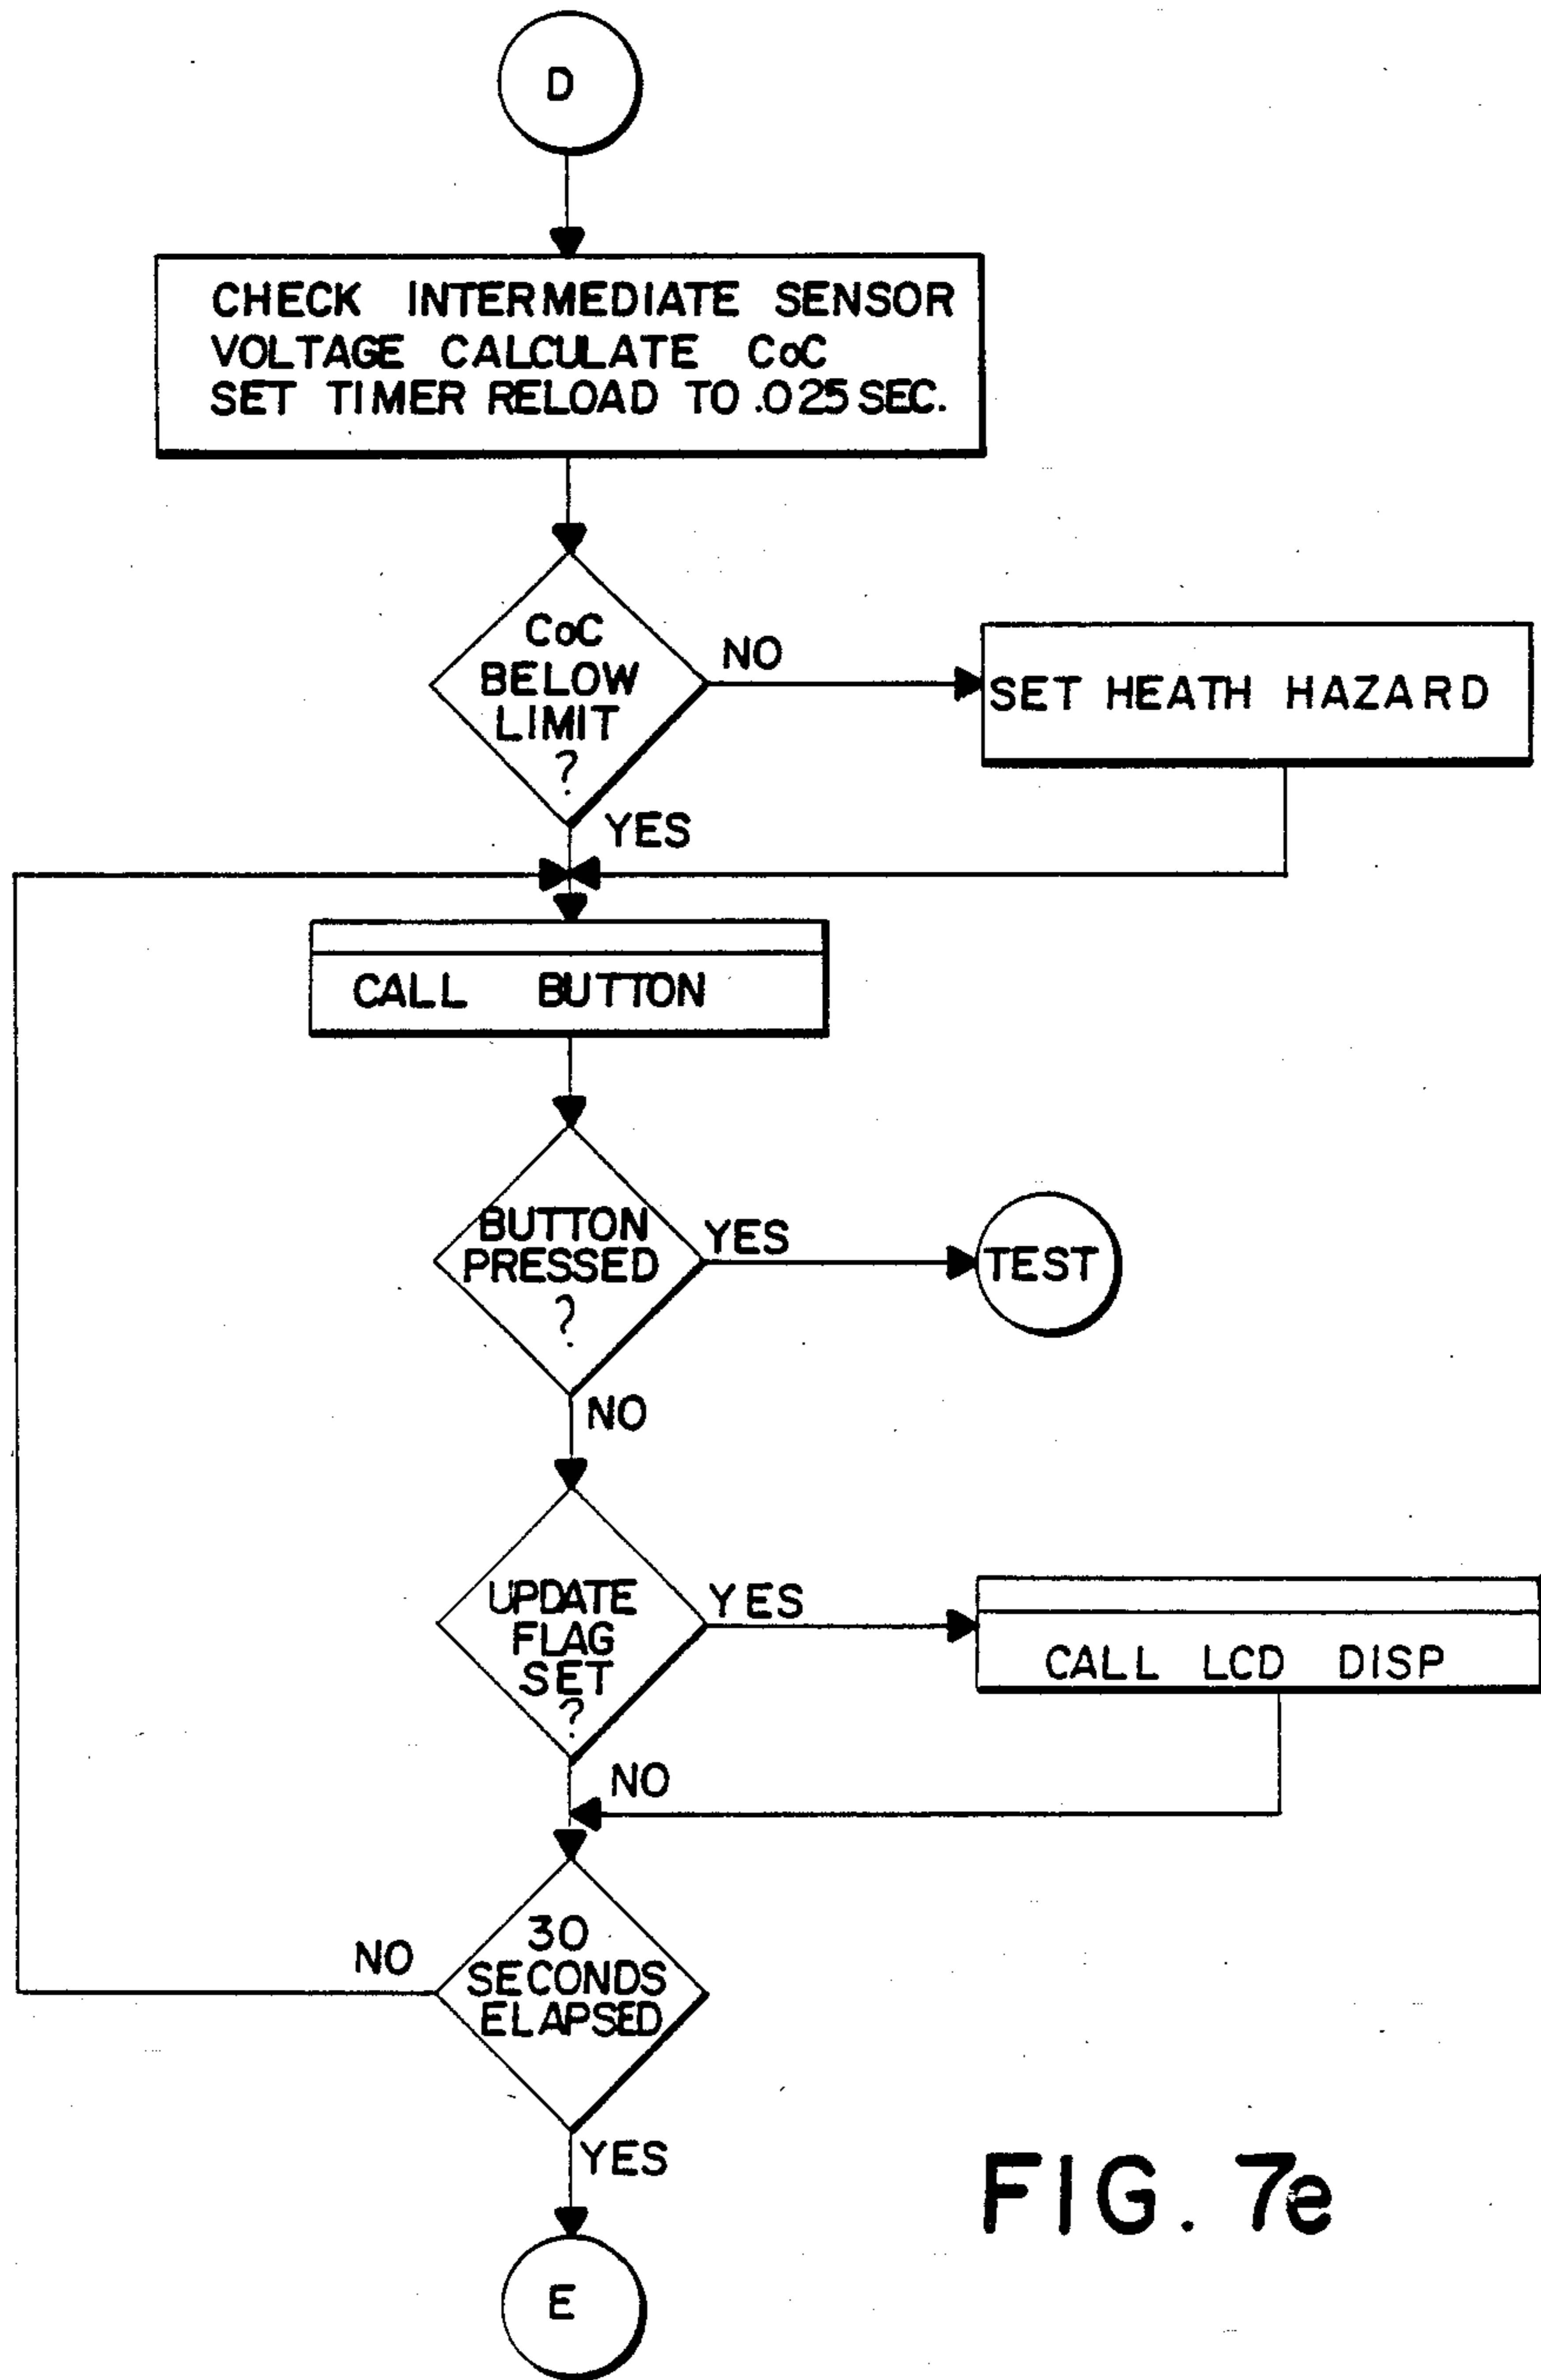 D
CHECK INTERMEDIATE SENSOR
VOLTAGE CALCULATE CoC
SET TIMER RELOAD TO .025 SEC.
CoC
BELOW
LIMIT
?
NO
SET HEATH HAZARD
YES
CALL BUTTON
BUTTON
PRESSED
?
YES
TEST
NO
UPDATE
FLAG
SET
?
YES
CALL LCD DISP
NO
30
SECONDS
ELAPSED
NO
YES
E
FIG. 7e